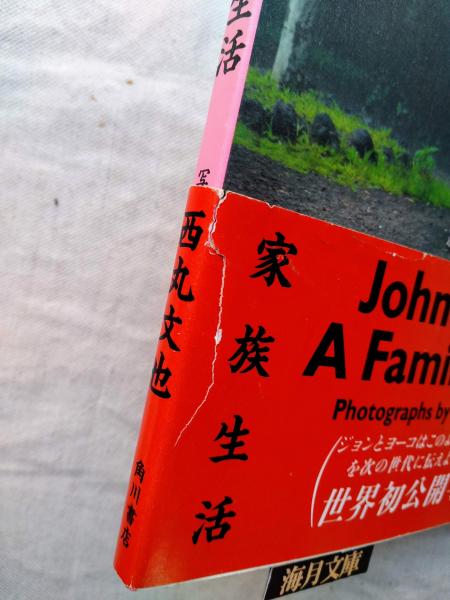 生活
写
西丸文也
角川書店
家族生活
John
A Fami
Photographs by
ジョンとヨーコはこのよ
を次の世代に伝えよ
世界初公開
海月文庫